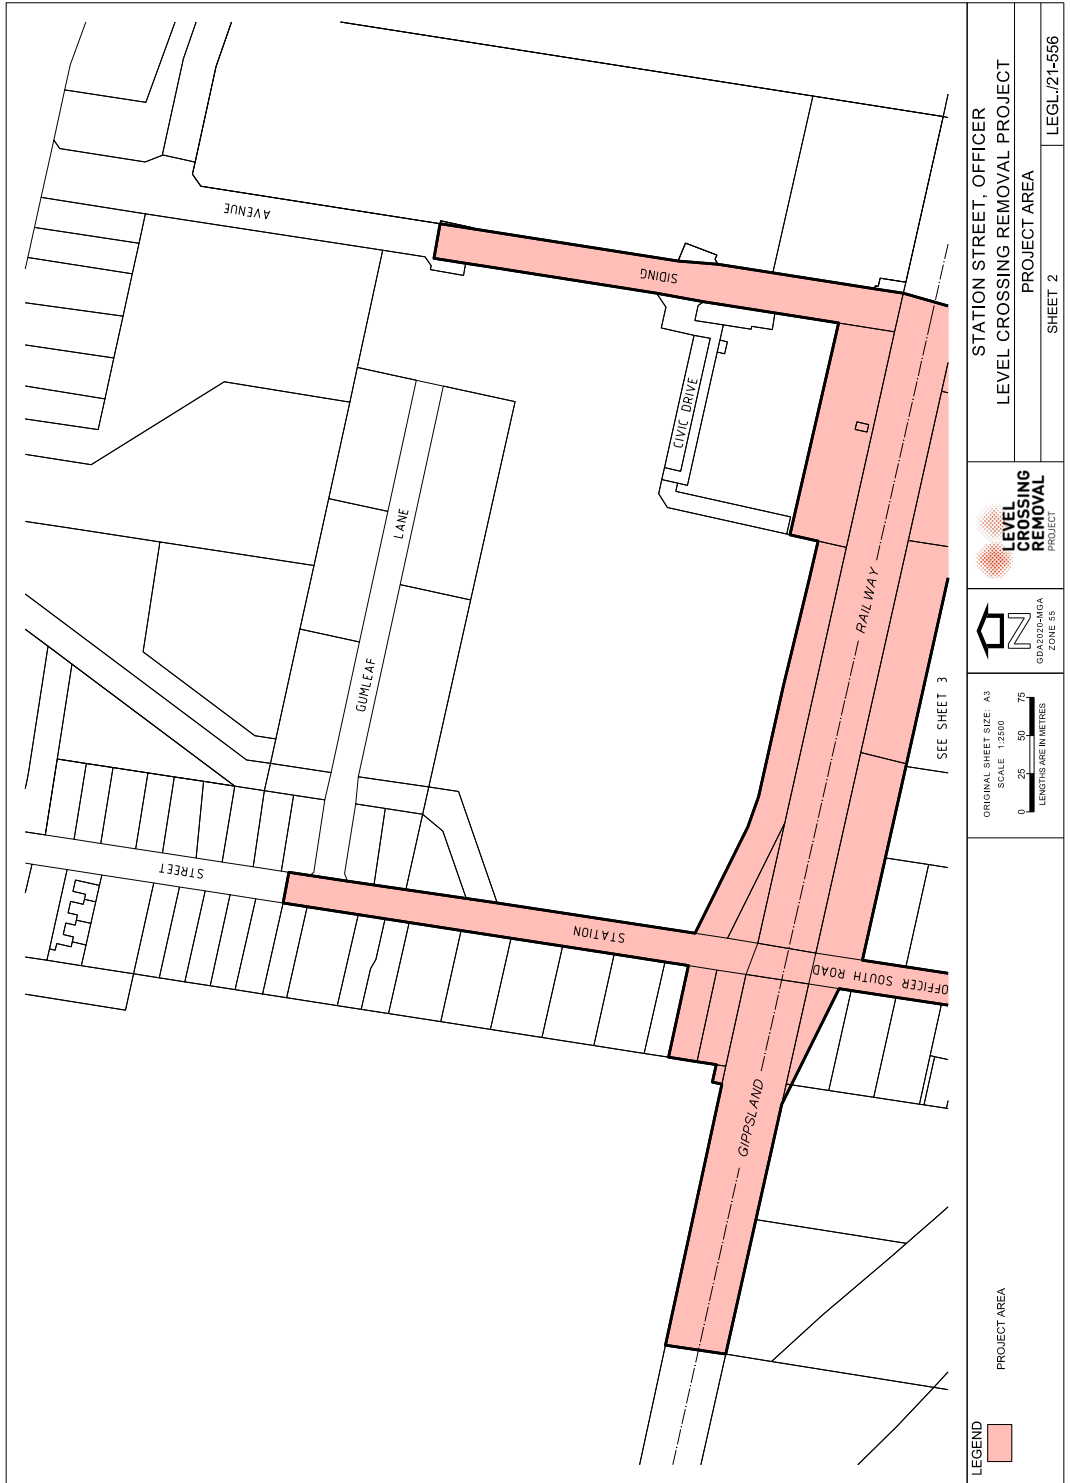 AVENUE
SIDING
CIVIC DRIVE
LANE
GUMLEAF
STREET
STATION
OFFICER SOUTH ROAD
RAILWAY
GIPPSLAND
SEE SHEET 3
LEGEND
PROJECT AREA
ORIGINAL SHEET SIZE: A3
SCALE 1:2500
0 25 50 75
LENGTHS ARE IN METRES
N
GDA2020-MGA
ZONE 55
LEVEL
CROSSING
REMOVAL
PROJECT
STATION STREET, OFFICER
LEVEL CROSSING REMOVAL PROJECT
PROJECT AREA
SHEET 2
LEGL./21-556